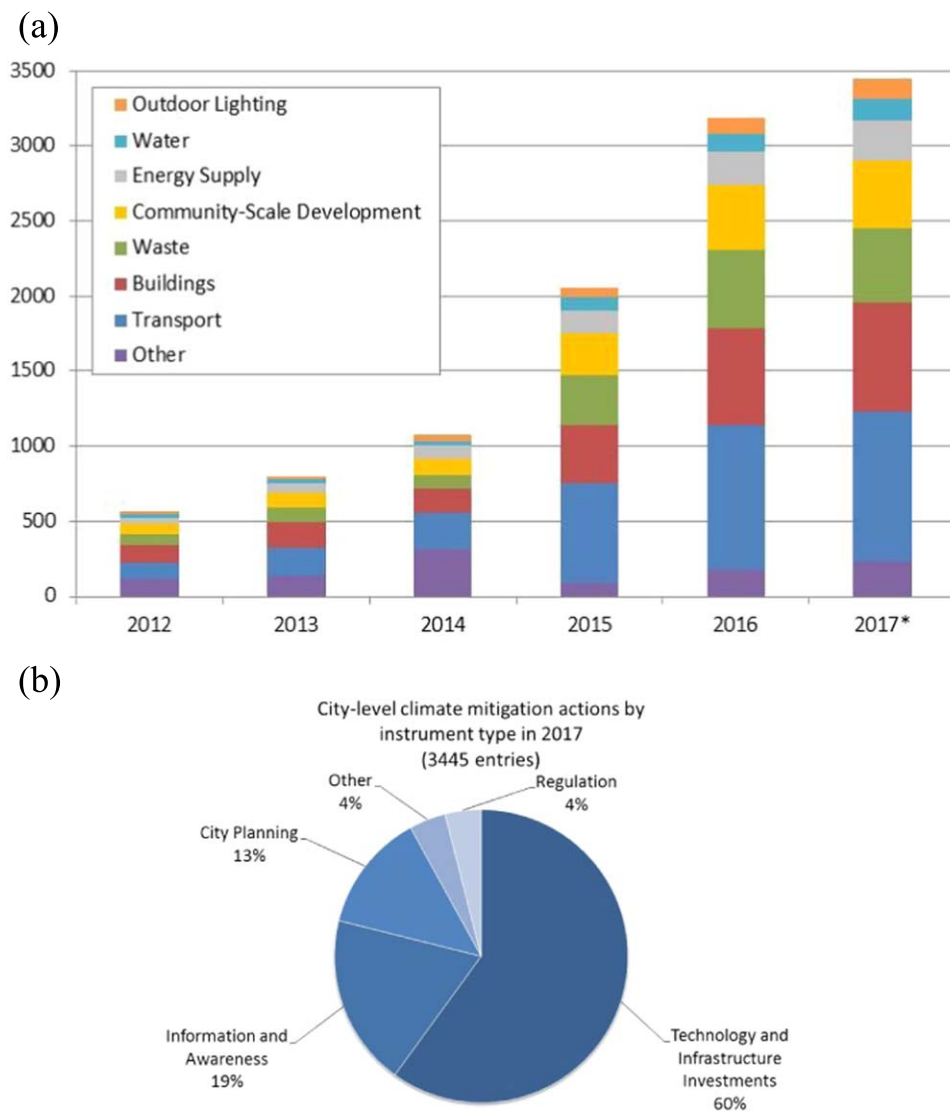 (a)
3500
3000
2500
2000
1500
1000
500
0
Outdoor Lighting
Water
Energy Supply
Community-Scale Development
Waste
Buildings
Transport
Other
2012
2013
2014
2015
2016
2017*
(b)
City-level climate mitigation actions by
instrument type in 2017
(3445 entries)
Other
4%
Regulation
4%
City Planning
13%
Information and
Awareness
19%
Technology and
Infrastructure
Investments
60%